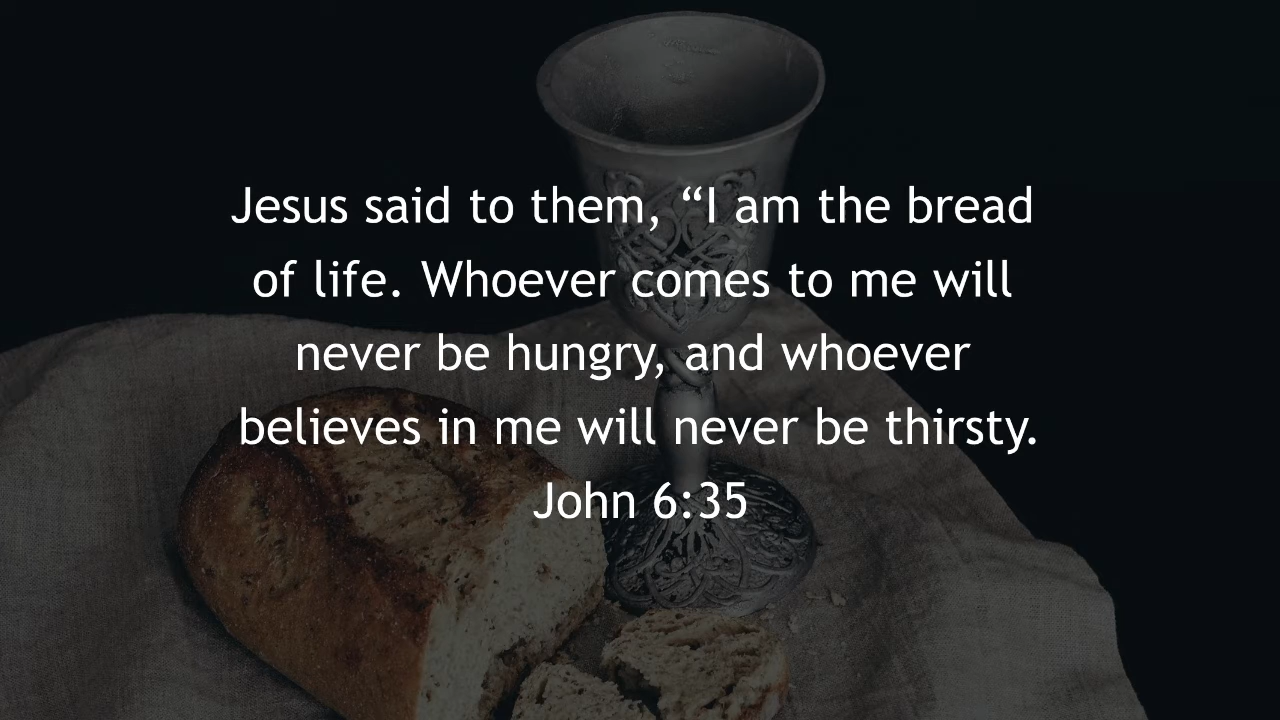 Jesus said to them, “I am the bread
of life. Whoever comes to me will
never be hungry, and whoever
believes in me will never be thirsty.
John 6:35